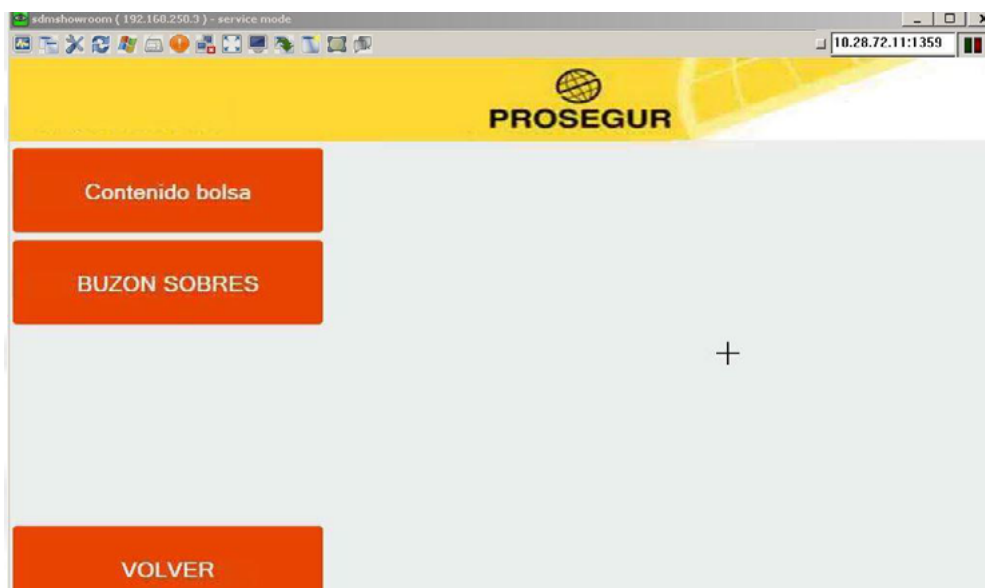 sdmshowroom ( 192.168.250.3 ) - service mode
10.28.72.11:1359
PROSEGUR
Contenido bolsa
BUZON SOBRES
VOLVER